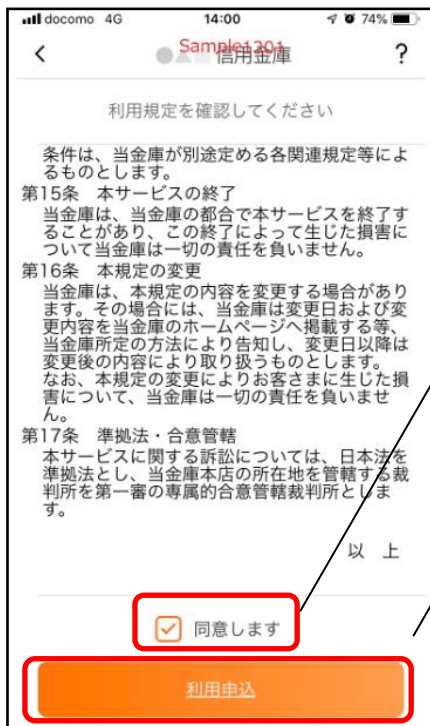 docomo 4G 14:00 74%
Sample1201
●▲■信用金庫 ?
利用規定を確認してください
条件は、当金庫が別途定める各関連規定等によ
るものとします。
第15条 本サービスの終了
当金庫は、当金庫の都合で本サービスを終了す
ることがあり、この終了によって生じた損害に
ついて当金庫は一切の責任を負いません。
第16条 本規定の変更
当金庫は、本規定の内容を変更する場合があり
ます。その場合には、当金庫は変更日および変
更内容を当金庫のホームページへ掲載する等、
当金庫所定の方法により告知し、変更日以降は
変更後の内容により取り扱うものとします。
なお、本規定の変更によりお客さまに生じた損
害について、当金庫は一切の責任を負いませ
ん。
第17条 準拠法・合意管轄
本サービスに関する訴訟については、日本法を
準拠法とし、当金庫本店の所在地を管轄する裁
判所を第一審の専属的合意管轄裁判所としま
す。
以 上
同意します
利用申込